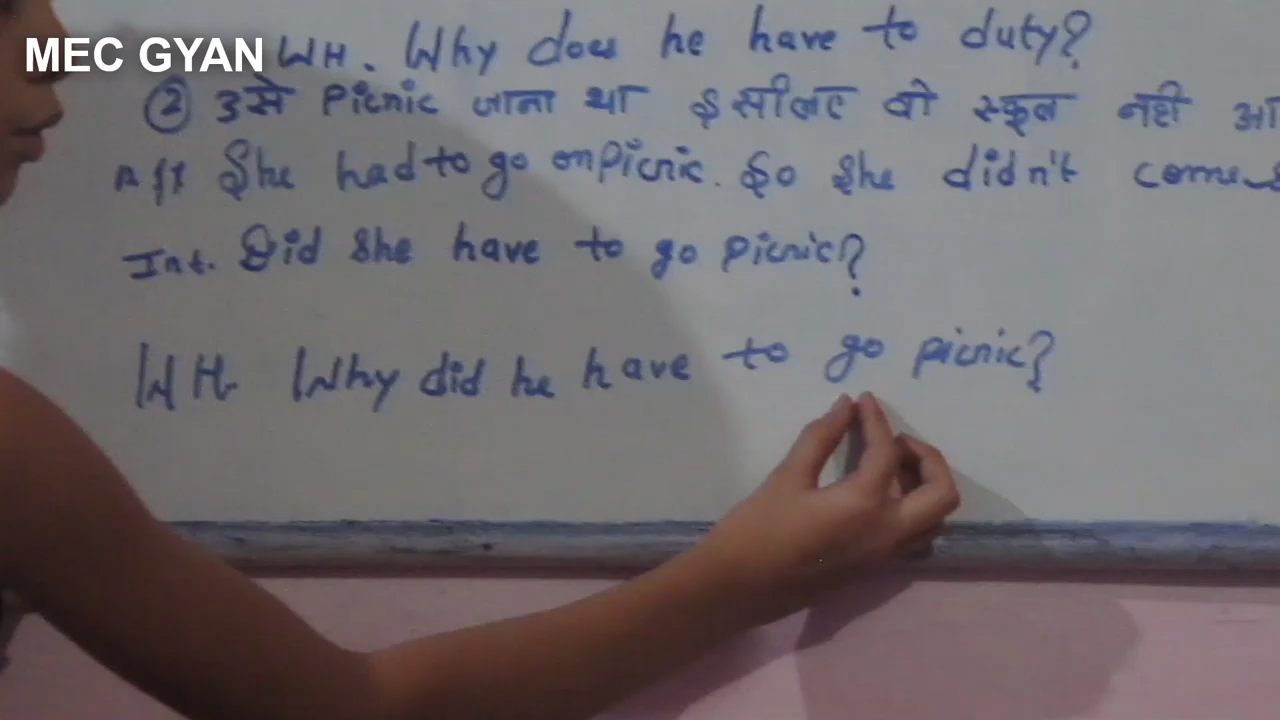 MEC GYAN
WH. Why does he have to duty?
② उसे Picnic जाना था इसीलिए वो स्कूल नही
Aff She had to go on Picnic. So She didn't come
Int. Did She have to go Picnic?
WH. Why did he have to go picnic?